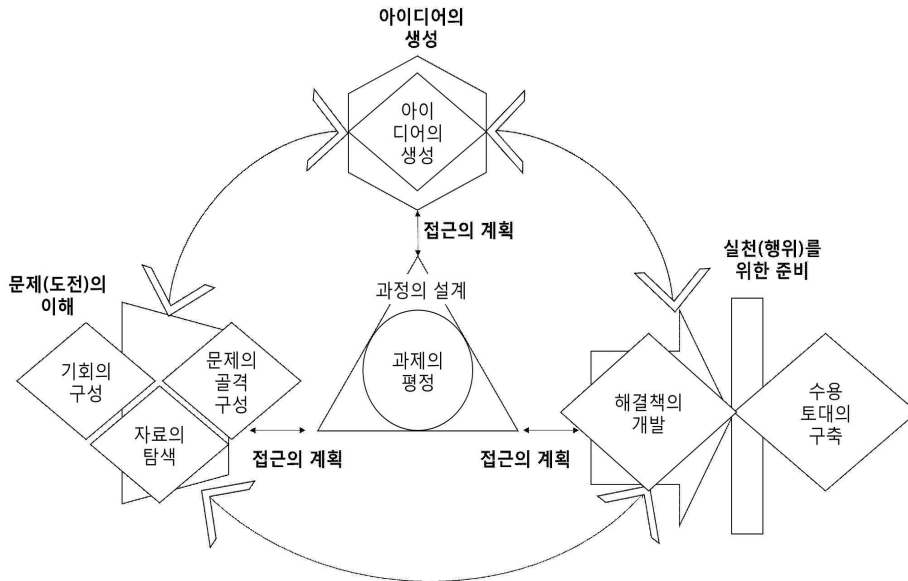 아이디어의
생성
아이
디어의
생성
접근의 계획
실천(행위)를
위한 준비
문제(도전)의
이해
과정의 설계
기회의
구성
문제의
골격
구성
자료의
탐색
과제의
평정
해결책의
개발
수용
토대의
구축
접근의 계획
접근의 계획